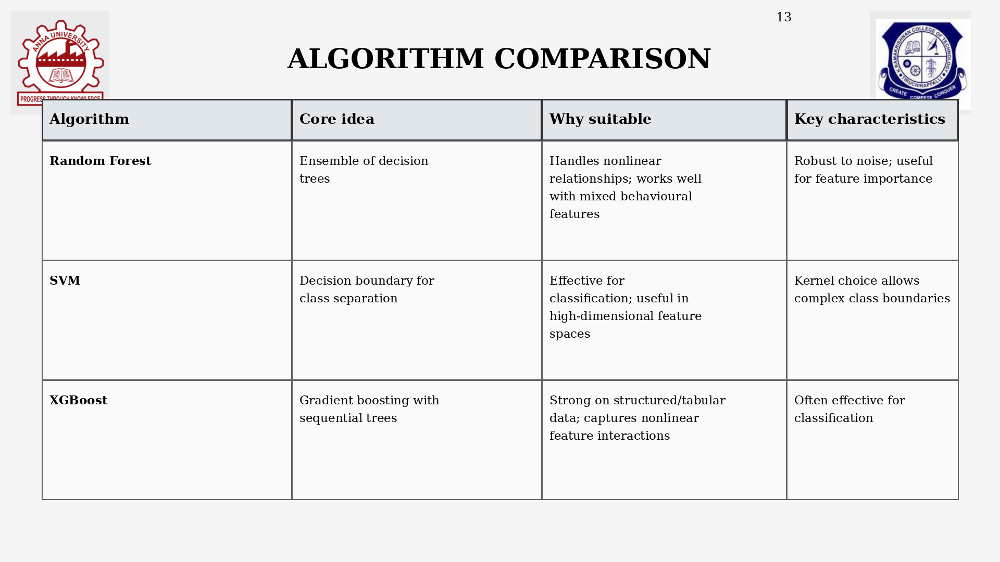 13
ANNA UNIVERSITY
PROGRESS THROUGH KNOWLEDGE
K.RAMAKRISHNAN COLLEGE OF TECHNOLOGY
TIRUCHIRAPPALLI
CREATE COMPETE CONQUER
ALGORITHM COMPARISON
Algorithm
Core idea
Why suitable
Key characteristics
Random Forest
Ensemble of decision
trees
Handles nonlinear
relationships; works well
with mixed behavioural
features
Robust to noise; useful
for feature importance
SVM
Decision boundary for
class separation
Effective for
classification; useful in
high-dimensional feature
spaces
Kernel choice allows
complex class boundaries
XGBoost
Gradient boosting with
sequential trees
Strong on structured/tabular
data; captures nonlinear
feature interactions
Often effective for
classification